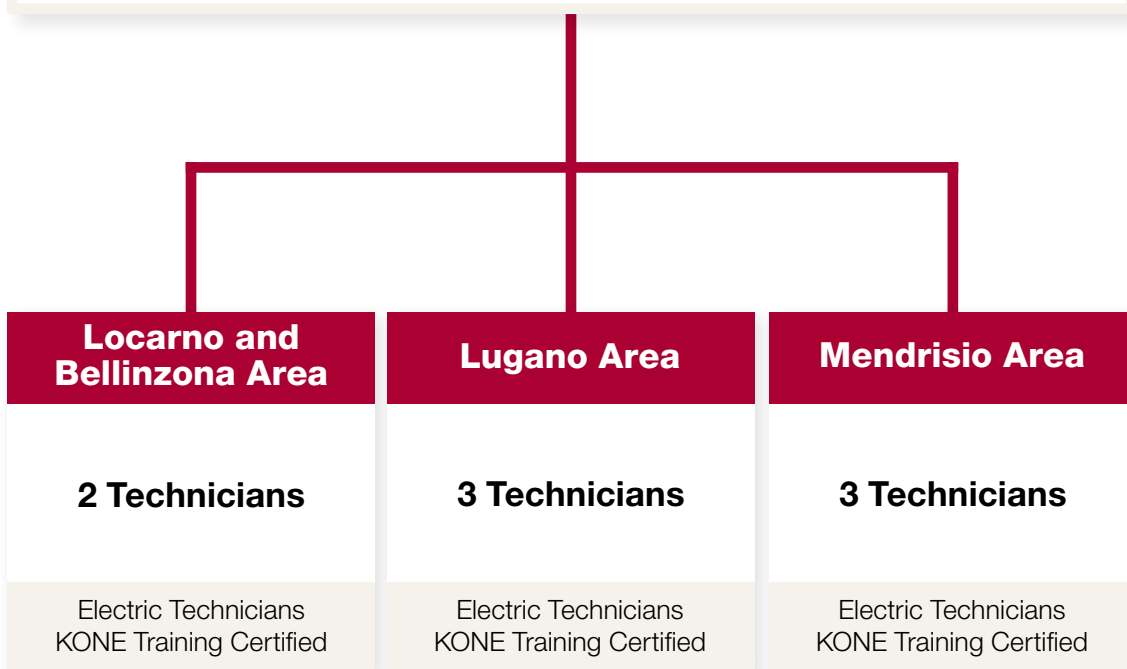 Locarno and
Bellinzona Area
2 Technicians
Electric Technicians
KONE Training Certified
Lugano Area
3 Technicians
Electric Technicians
KONE Training Certified
Mendrisio Area
3 Technicians
Electric Technicians
KONE Training Certified